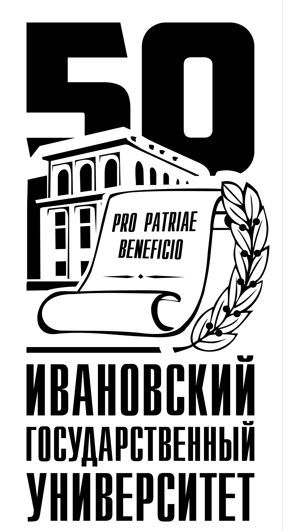 50
PRO PATRIAE
BENEFICIO
ИВАНОВСКИЙ
ГОСУДАРСТВЕННЫЙ
УНИВЕРСИТЕТ